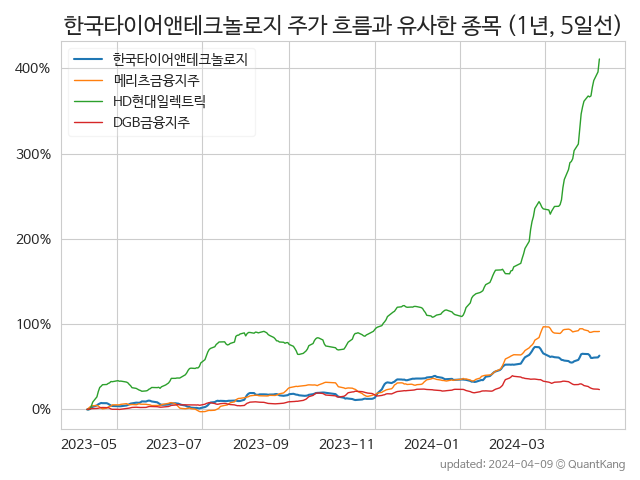 한국타이어앤테크놀로지 주가 흐름과 유사한 종목 (1년, 5일선)
한국타이어앤테크놀로지
메리츠금융지주
HD현대일렉트릭
DGB금융지주
400%
300%
200%
100%
0%
2023-05 2023-07 2023-09 2023-11 2024-01 2024-03
updated: 2024-04-09 © QuantKang